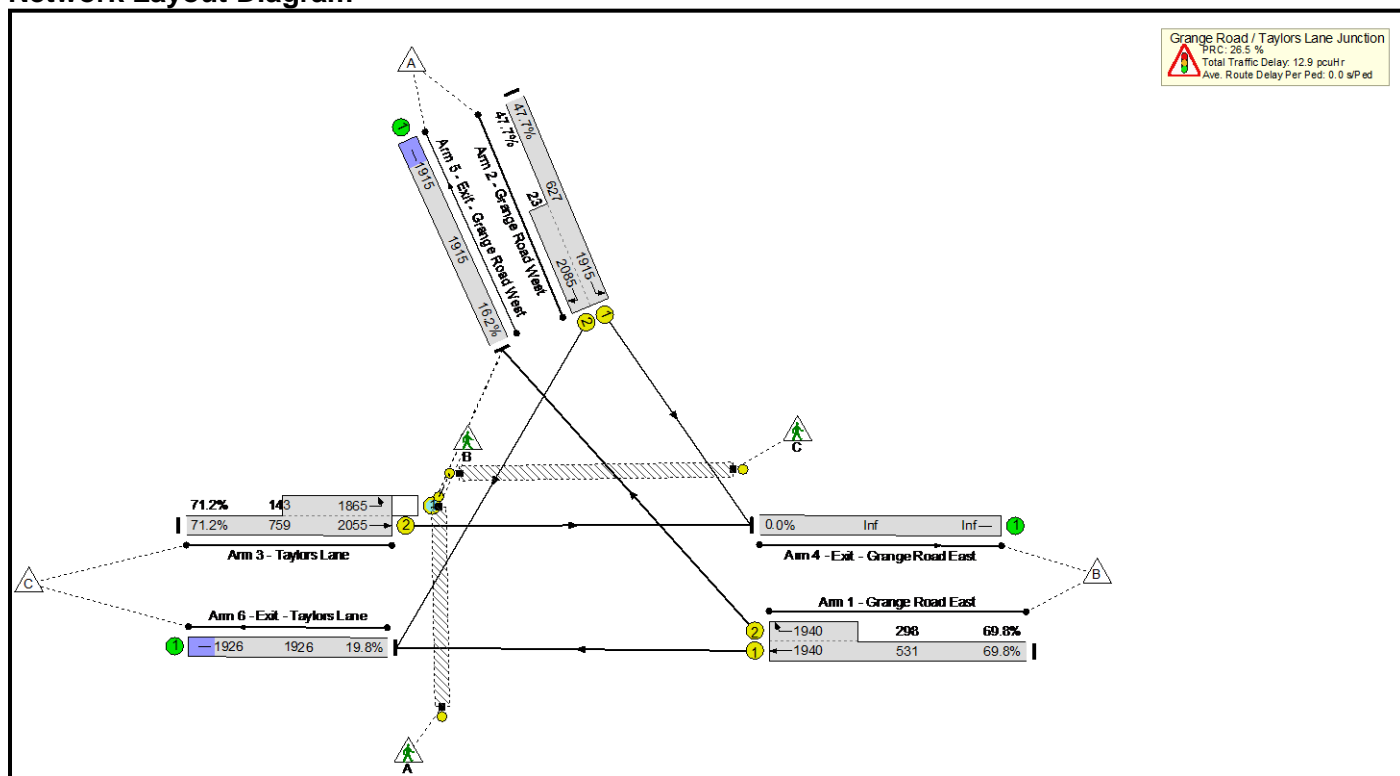 Network Layout Diagram
Grange Road / Taylors Lane Junction
PRC: 26.5 %
Total Traffic Delay: 12.9 pcuHr
Ave. Route Delay Per Ped: 0.0 s/Ped
A
1
1915
1915
16.2%
Arm 5 - Exit - Grange Road West
Arm 2 - Grange Road West
47.7%
47.7%
627
23
1915
2085
2
1
B
C
71.2% 143 1865
71.2% 759 2055
2
Arm 3 - Taylors Lane
0.0% Inf Inf
1
Arm 4 - Exit - Grange Road East
C
B
Arm 6 - Exit - Taylors Lane
1
1926 1926 19.8%
Arm 1 - Grange Road East
2
1940 298 69.8%
1
1940 531 69.8%
A